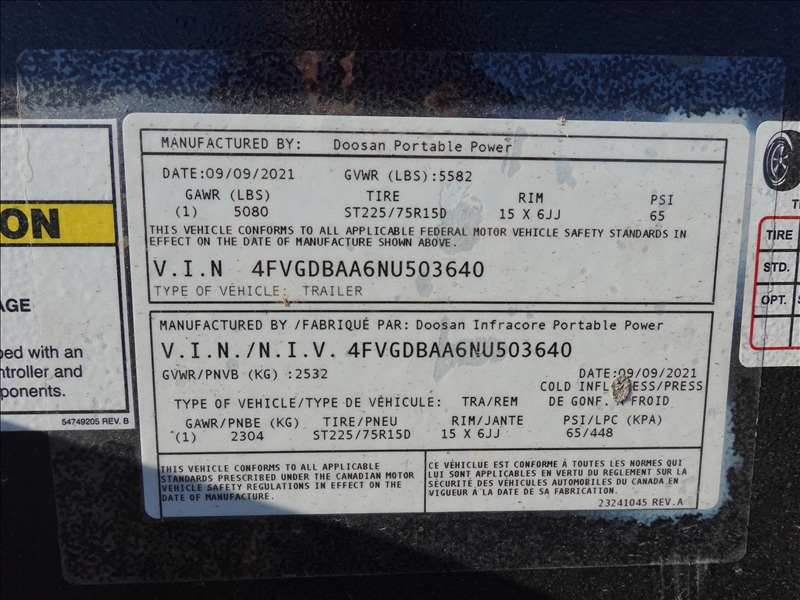 MANUFACTURED BY: Doosan Portable Power
DATE:09/09/2021 GVWR (LBS):5582
GAWR (LBS) TIRE RIM PSI
(1) 5080 ST225/75R15D 15 X 6JJ 65
THIS VEHICLE CONFORMS TO ALL APPLICABLE FEDERAL MOTOR VEHICLE SAFETY STANDARDS IN
EFFECT ON THE DATE OF MANUFACTURE SHOWN ABOVE.
V.I.N 4FVGDBAA6NU503640
TYPE OF VEHICLE: TRAILER
MANUFACTURED BY /FABRIQUÉ PAR: Doosan Infracore Portable Power
V.I.N./N.I.V. 4FVGDBAA6NU503640
GVWR/PNVB (KG) :2532 DATE:09/09/2021
COLD INFL PRESS/PRESS
TYPE OF VEHICLE/TYPE DE VÉHICULE: TRA/REM DE GONF. A FROID
GAWR/PNBE (KG) TIRE/PNEU RIM/JANTE PSI/LPC (KPA)
(1) 2304 ST225/75R15D 15 X 6JJ 65/448
THIS VEHICLE CONFORMS TO ALL APPLICABLE
STANDARDS PRESCRIBED UNDER THE CANADIAN MOTOR
VEHICLE SAFETY REGULATIONS IN EFFECT ON THE
DATE OF MANUFACTURE.
CE VÉHICLUE EST CONFORME À TOUTES LES NORMES QUI
LUI SONT APPLICABLES EN VERTU DU RÈGLEMENT SUR LA
SÉCURITÉ DES VÉHICULES AUTOMOBILES DU CANADA EN
VIGUEUR A LA DATE DE SA FABRICATION.
23241045 REV.A
ON
AGE
ped with an
ntroller and
ponents.
54749205 REV. B
TIRE
STD.
OPT.